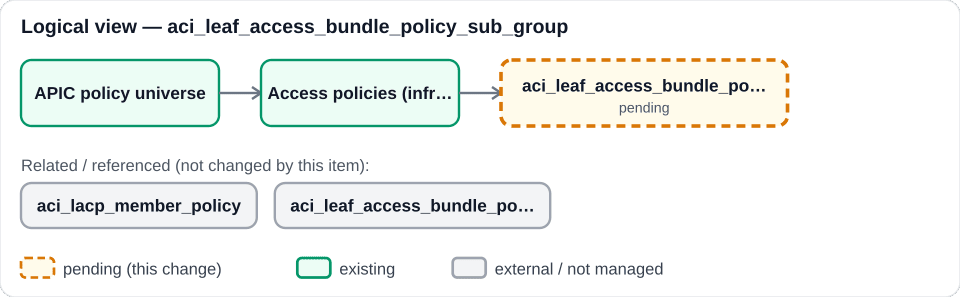 Logical view — aci_leaf_access_bundle_policy_sub_group
APIC policy universe
Access policies (infr…
aci_leaf_access_bundle_po…
pending
Related / referenced (not changed by this item):
aci_lacp_member_policy
aci_leaf_access_bundle_po…
pending (this change)
existing
external / not managed